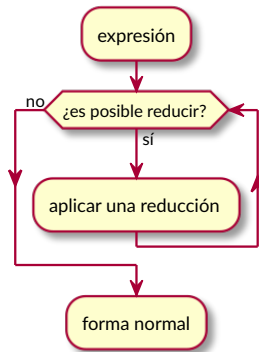 expresión
no
¿es posible reducir?
sí
aplicar una reducción
forma normal